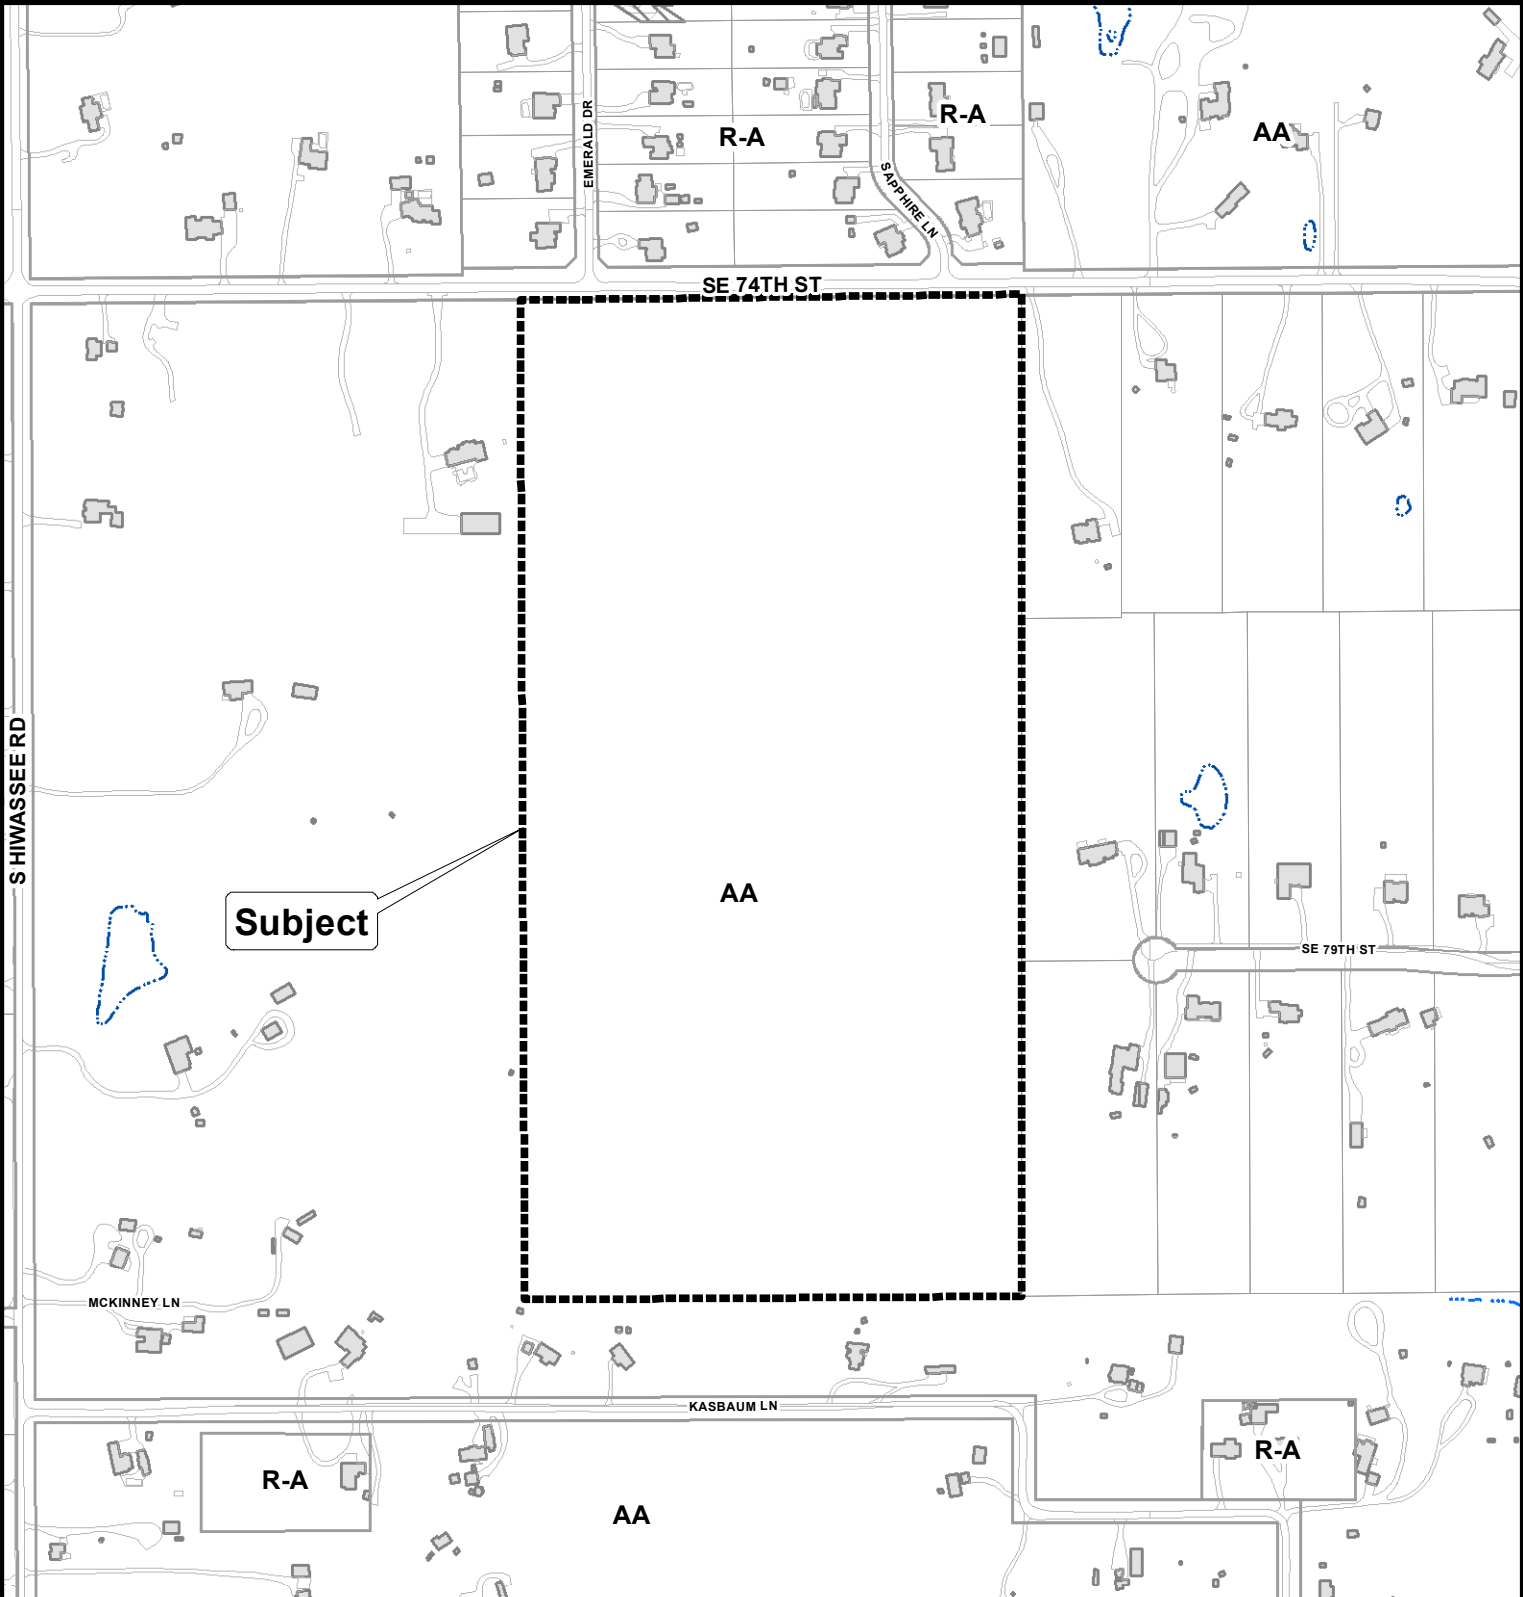 EMERALD DR
R-A
R-A
AA
SAPPHIRE LN
SE 74TH ST
S HIWASSEE RD
AA
Subject
SE 79TH ST
MCKINNEY LN
KASBAUM LN
R-A
R-A
AA